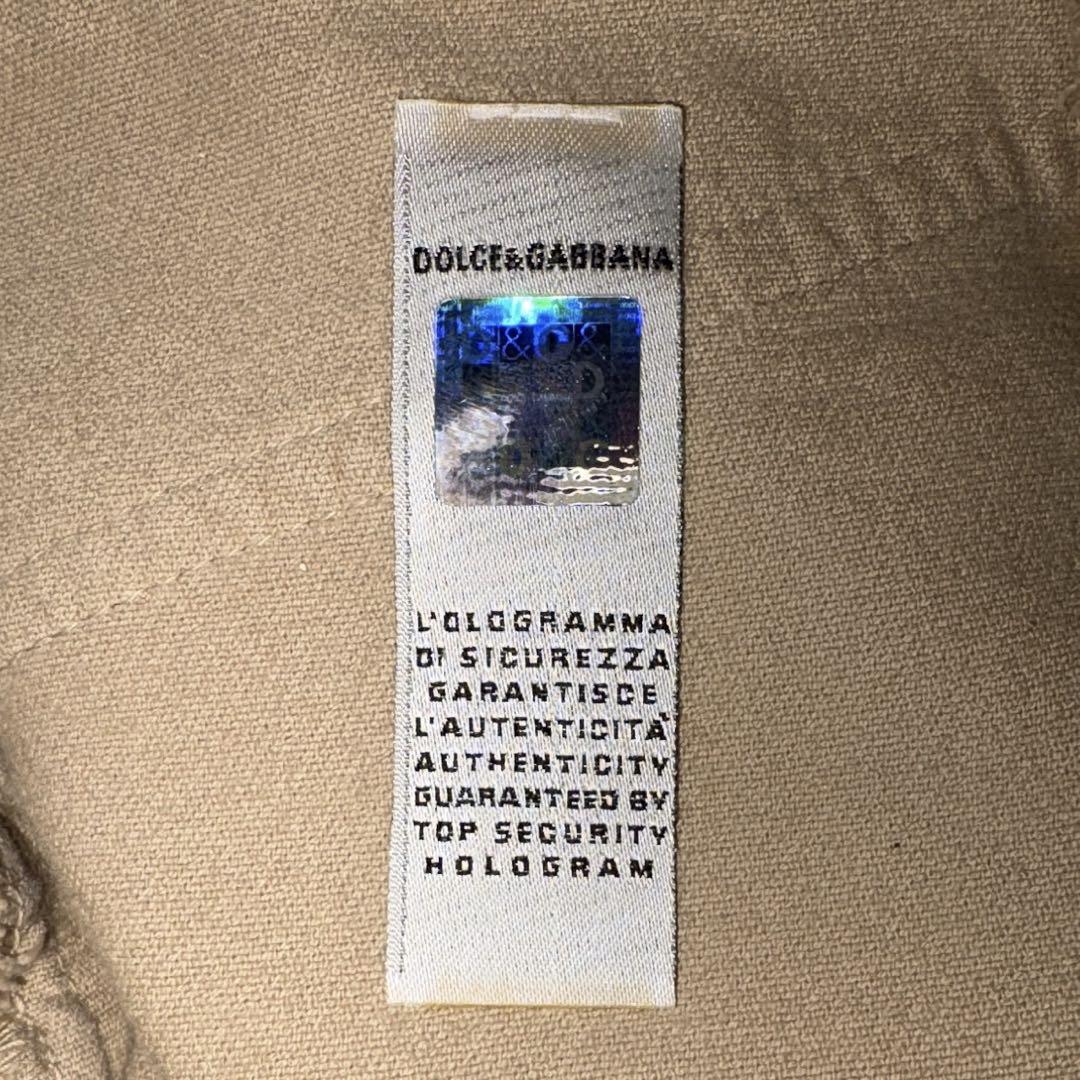 DOLCE&GABBANA
L'OLOGRAMMA
DI SICUREZZA
GARANTISCE
L'AUTENTICITÀ
AUTHENTICITY
GUARANTEED BY
TOP SECURITY
HOLOGRAM